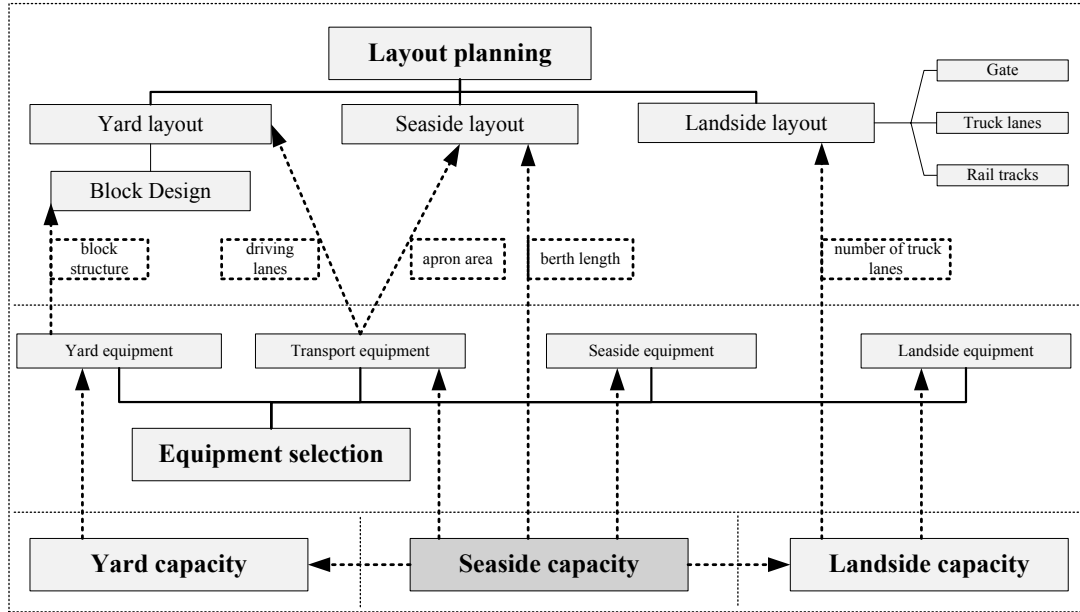 Layout planning
Gate
Yard layout
Seaside layout
Landside layout
Truck lanes
Rail tracks
Block Design
block
structure
driving
lanes
apron area
berth length
number of truck
lanes
Yard equipment
Transport equipment
Seaside equipment
Landside equipment
Equipment selection
Yard capacity
Seaside capacity
Landside capacity